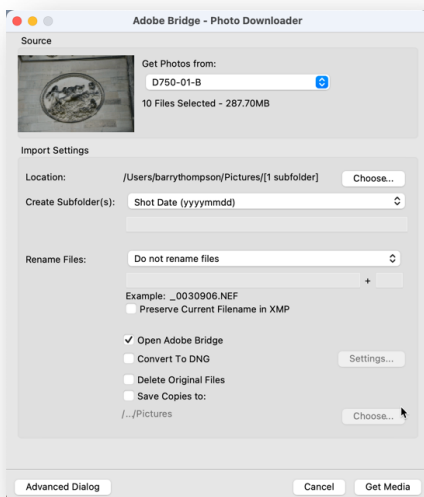 Adobe Bridge - Photo Downloader
Source
Get Photos from:
D750-01-B
10 Files Selected - 287.70MB
Import Settings
Location: /Users/barrythompson/Pictures/[1 subfolder] Choose...
Create Subfolder(s): Shot Date (yyyymmdd)
Rename Files: Do not rename files
+
Example: _0030906.NEF
Preserve Current Filename in XMP
Open Adobe Bridge
Convert To DNG Settings...
Delete Original Files
Save Copies to:
/.../Pictures Choose...
Advanced Dialog Cancel Get Media